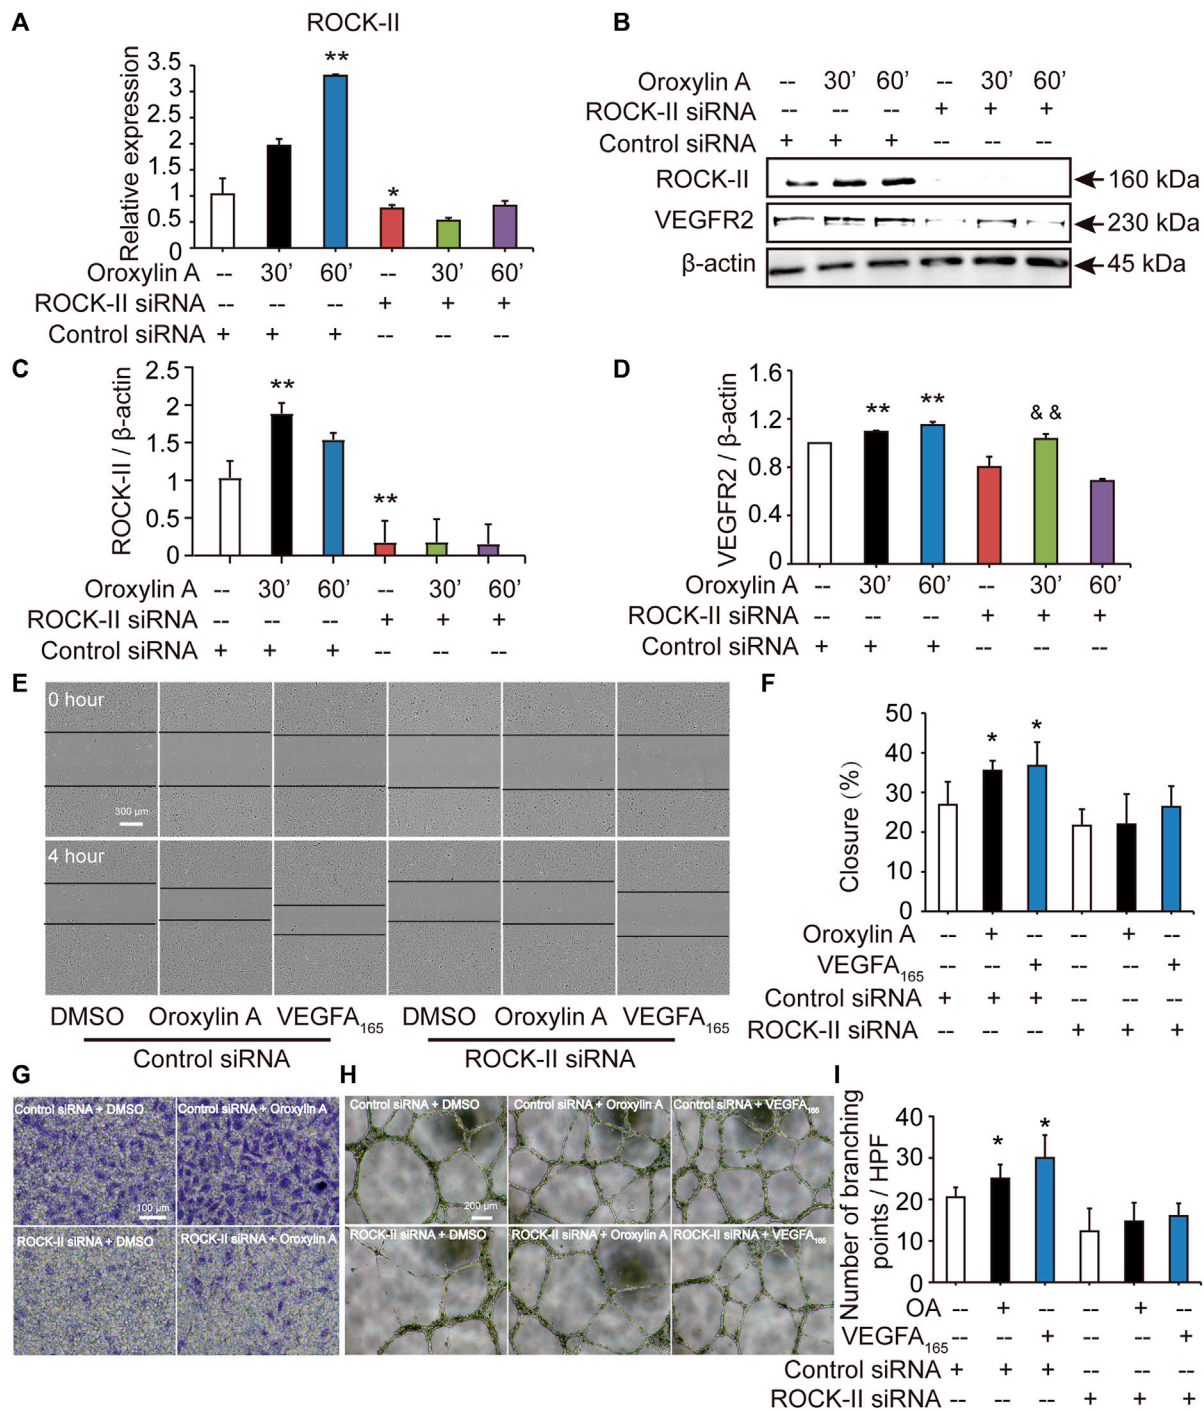 A
ROCK-II
Relative expression
3.5
3
2
1.5
1
0.5
0
**
*
Oroxylin A -- 30' 60' -- 30' 60'
ROCK-II siRNA -- -- -- + + +
Control siRNA + + + -- -- --
B
Oroxylin A -- 30' 60' -- 30' 60'
ROCK-II siRNA -- -- -- + + +
Control siRNA + + + -- -- --
ROCK-II 160 kDa
VEGFR2 230 kDa
β-actin 45 kDa
C
ROCK-II / β-actin
2.5
2
1.5
1
0.5
0
**
**
Oroxylin A -- 30' 60' -- 30' 60'
ROCK-II siRNA -- -- -- + + +
Control siRNA + + + -- -- --
D
VEGFR2 / β-actin
1.6
1.2
0.8
0.4
0
** ** & &
Oroxylin A -- 30' 60' -- 30' 60'
ROCK-II siRNA -- -- -- + + +
Control siRNA + + + -- -- --
E
0 hour
300 μm
4 hour
DMSO Oroxylin A VEGFA165 DMSO Oroxylin A VEGFA165
Control siRNA ROCK-II siRNA
F
Closure (%)
50
40
30
20
10
0
* *
Oroxylin A -- + -- -- + --
VEGFA165 -- -- + -- -- +
Control siRNA + + + -- -- --
ROCK-II siRNA -- -- -- + + +
G
Control siRNA + DMSO Control siRNA + Oroxylin A
100 μm
ROCK-II siRNA + DMSO ROCK-II siRNA + Oroxylin A
H
Control siRNA + DMSO Control siRNA + Oroxylin A Control siRNA + VEGFA165
200 μm
ROCK-II siRNA + DMSO ROCK-II siRNA + Oroxylin A ROCK-II siRNA + VEGFA165
I
Number of branching
points / HPF
40
30
20
10
0
* *
OA -- + -- -- + --
VEGFA165 -- -- + -- -- +
Control siRNA + + + -- -- --
ROCK-II siRNA -- -- -- + + +